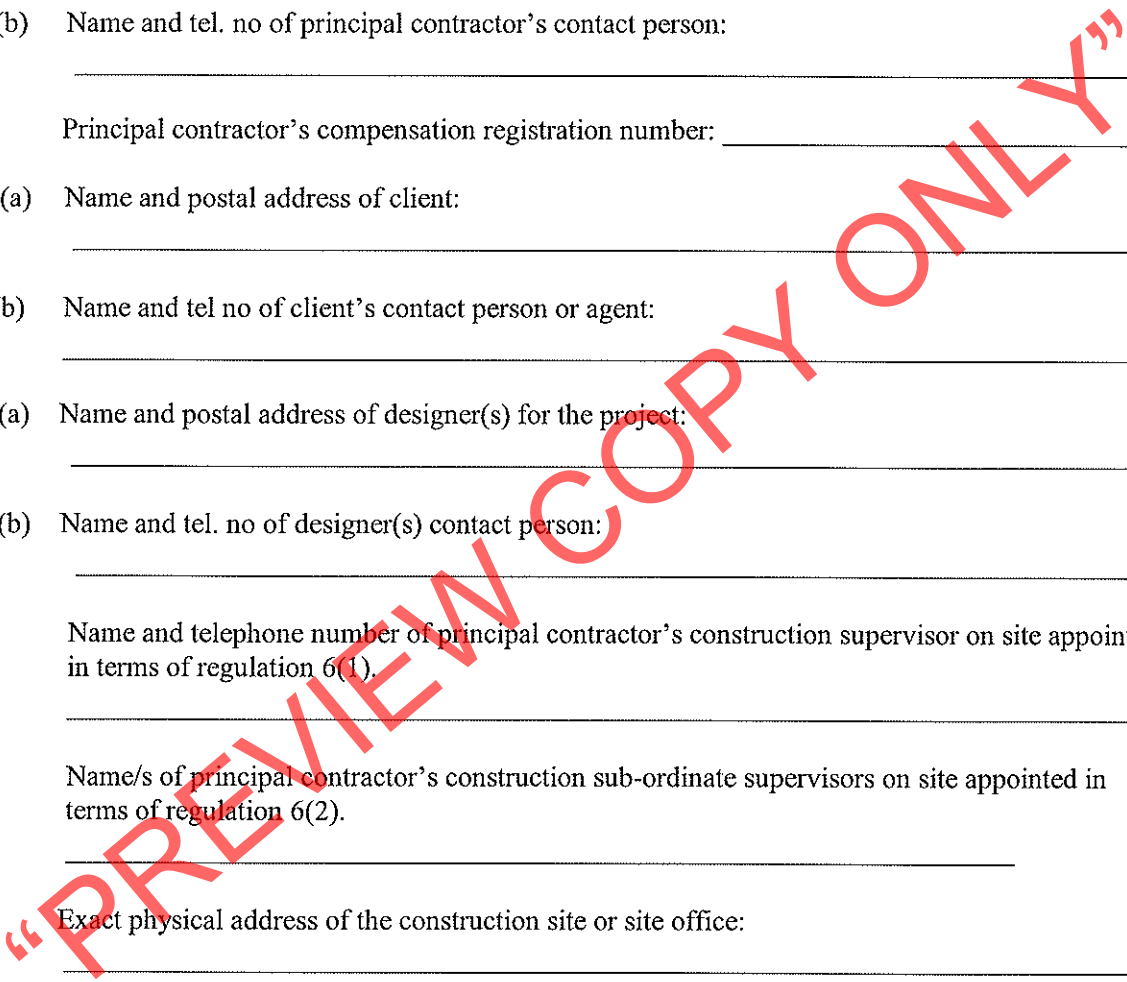 (b) Name and tel. no of principal contractor's contact person:
Principal contractor's compensation registration number:
(a) Name and postal address of client:
b) Name and tel no of client's contact person or agent:
(a) Name and postal address of designer(s) for the project:
(b) Name and tel. no of designer(s) contact person:
Name and telephone number of principal contractor's construction supervisor on site appoint
in terms of regulation 6(1).
Name/s of principal contractor's construction sub-ordinate supervisors on site appointed in
terms of regulation 6(2).
Exact physical address of the construction site or site office:
“PREVIEW COPY ONLY”